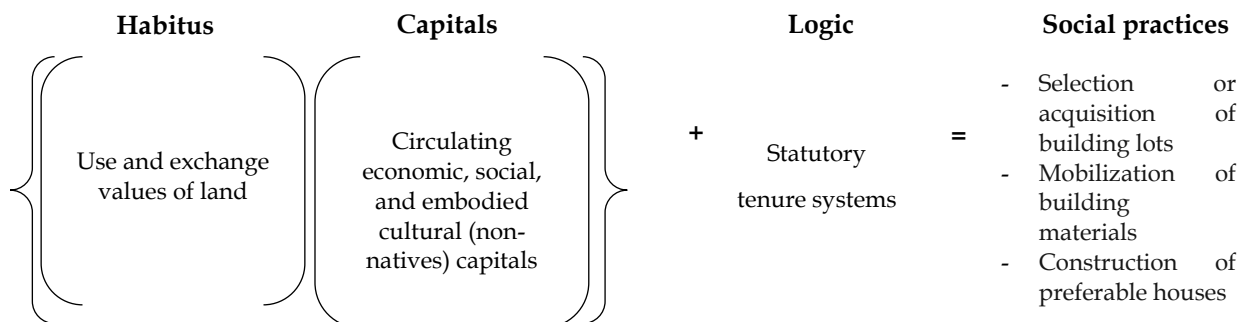 Habitus
Capitals
Logic
Social practices
Use and exchange
values of land
Circulating
economic, social,
and embodied
cultural (non-
natives) capitals
+
Statutory
tenure systems
=
- Selection or
acquisition of
building lots
- Mobilization of
building
materials
- Construction of
preferable houses